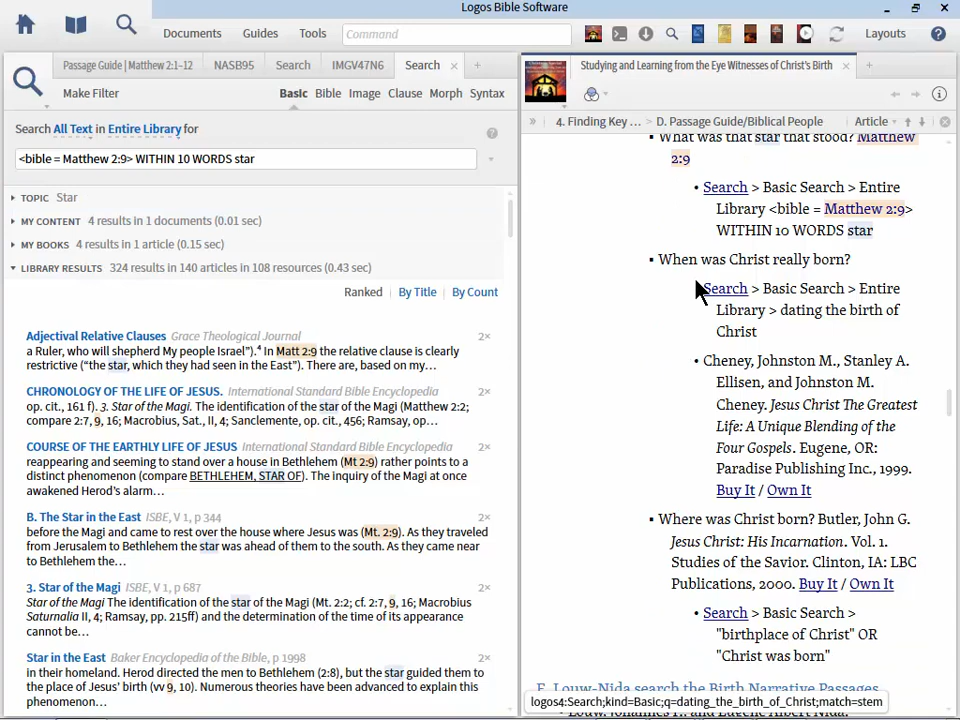 Logos Bible Software
Documents Guides Tools Command Layouts
Passage Guide | Matthew 2:1–12 NASB95 Search IMGV47N6 Search
Make Filter Basic Bible Image Clause Morph Syntax
Search All Text in Entire Library for
<bible = Matthew 2:9> WITHIN 10 WORDS star
TOPIC Star
MY CONTENT 4 results in 1 documents (0.01 sec)
MY BOOKS 4 results in 1 article (0.15 sec)
LIBRARY RESULTS 324 results in 140 articles in 108 resources (0.43 sec)
Ranked By Title By Count
Adjectival Relative Clauses Grace Theological Journal 2×
a Ruler, who will shepherd My people Israel”).⁴ In Matt 2:9 the relative clause is clearly
restrictive (“the star, which they had seen in the East”). There are, based on my…
CHRONOLOGY OF THE LIFE OF JESUS. International Standard Bible Encyclopedia 2×
op. cit., 161 f). 3. Star of the Magi. The identification of the star of the Magi (Matthew 2:2;
compare 2:7, 9, 16; Macrobius, Sat., II, 4; Sanclemente, op. cit., 456; Ramsay, op…
COURSE OF THE EARTHLY LIFE OF JESUS International Standard Bible Encyclopedia 2×
reappearing and seeming to stand over a house in Bethlehem (Mt 2:9) rather points to a
distinct phenomenon (compare BETHLEHEM, STAR OF). The inquiry of the Magi at once
awakened Herod’s alarm…
B. The Star in the East ISBE, V 1, p 344 2×
before the Magi and came to rest over the house where Jesus was (Mt. 2:9). As they traveled
from Jerusalem to Bethlehem the star was ahead of them to the south. As they came near
to Bethlehem the…
3. Star of the Magi ISBE, V 1, p 687 2×
Star of the Magi The identification of the star of the Magi (Mt. 2:2; cf. 2:7, 9, 16; Macrobius
Saturnalia II, 4; Ramsay, pp. 215ff) and the determination of the time of its appearance
cannot be…
Star in the East Baker Encyclopedia of the Bible, p 1998 2×
in their homeland. Herod directed the men to Bethlehem (2:8), but the star guided them to
the place of Jesus’ birth (vv 9, 10). Numerous theories have been advanced to explain this
phenomenon…
Studying and Learning from the Eye Witnesses of Christ’s Birth
» 4. Finding Key ... > D. Passage Guide/Biblical People Article
What was that star that stood? Matthew
2:9
• Search > Basic Search > Entire
Library <bible = Matthew 2:9>
WITHIN 10 WORDS star
▪ When was Christ really born?
Search > Basic Search > Entire
Library > dating the birth of
Christ
• Cheney, Johnston M., Stanley A.
Ellisen, and Johnston M.
Cheney. Jesus Christ The Greatest
Life: A Unique Blending of the
Four Gospels. Eugene, OR:
Paradise Publishing Inc., 1999.
Buy It / Own It
▪ Where was Christ born? Butler, John G.
Jesus Christ: His Incarnation. Vol. 1.
Studies of the Savior. Clinton, IA: LBC
Publications, 2000. Buy It / Own It
• Search > Basic Search >
"birthplace of Christ" OR
"Christ was born"
E. Louw-Nida search the Birth Narrative Passages
logos4:Search;kind=Basic;q=dating_the_birth_of_Christ;match=stem